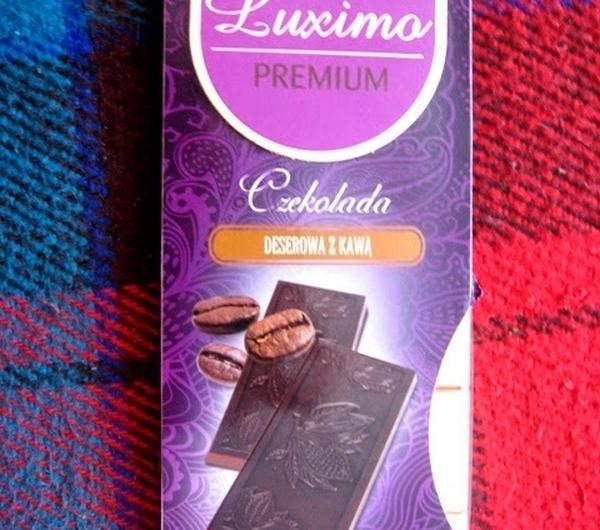 Luximo
PREMIUM
Czekolada
DESEROWA Z KAWĄ